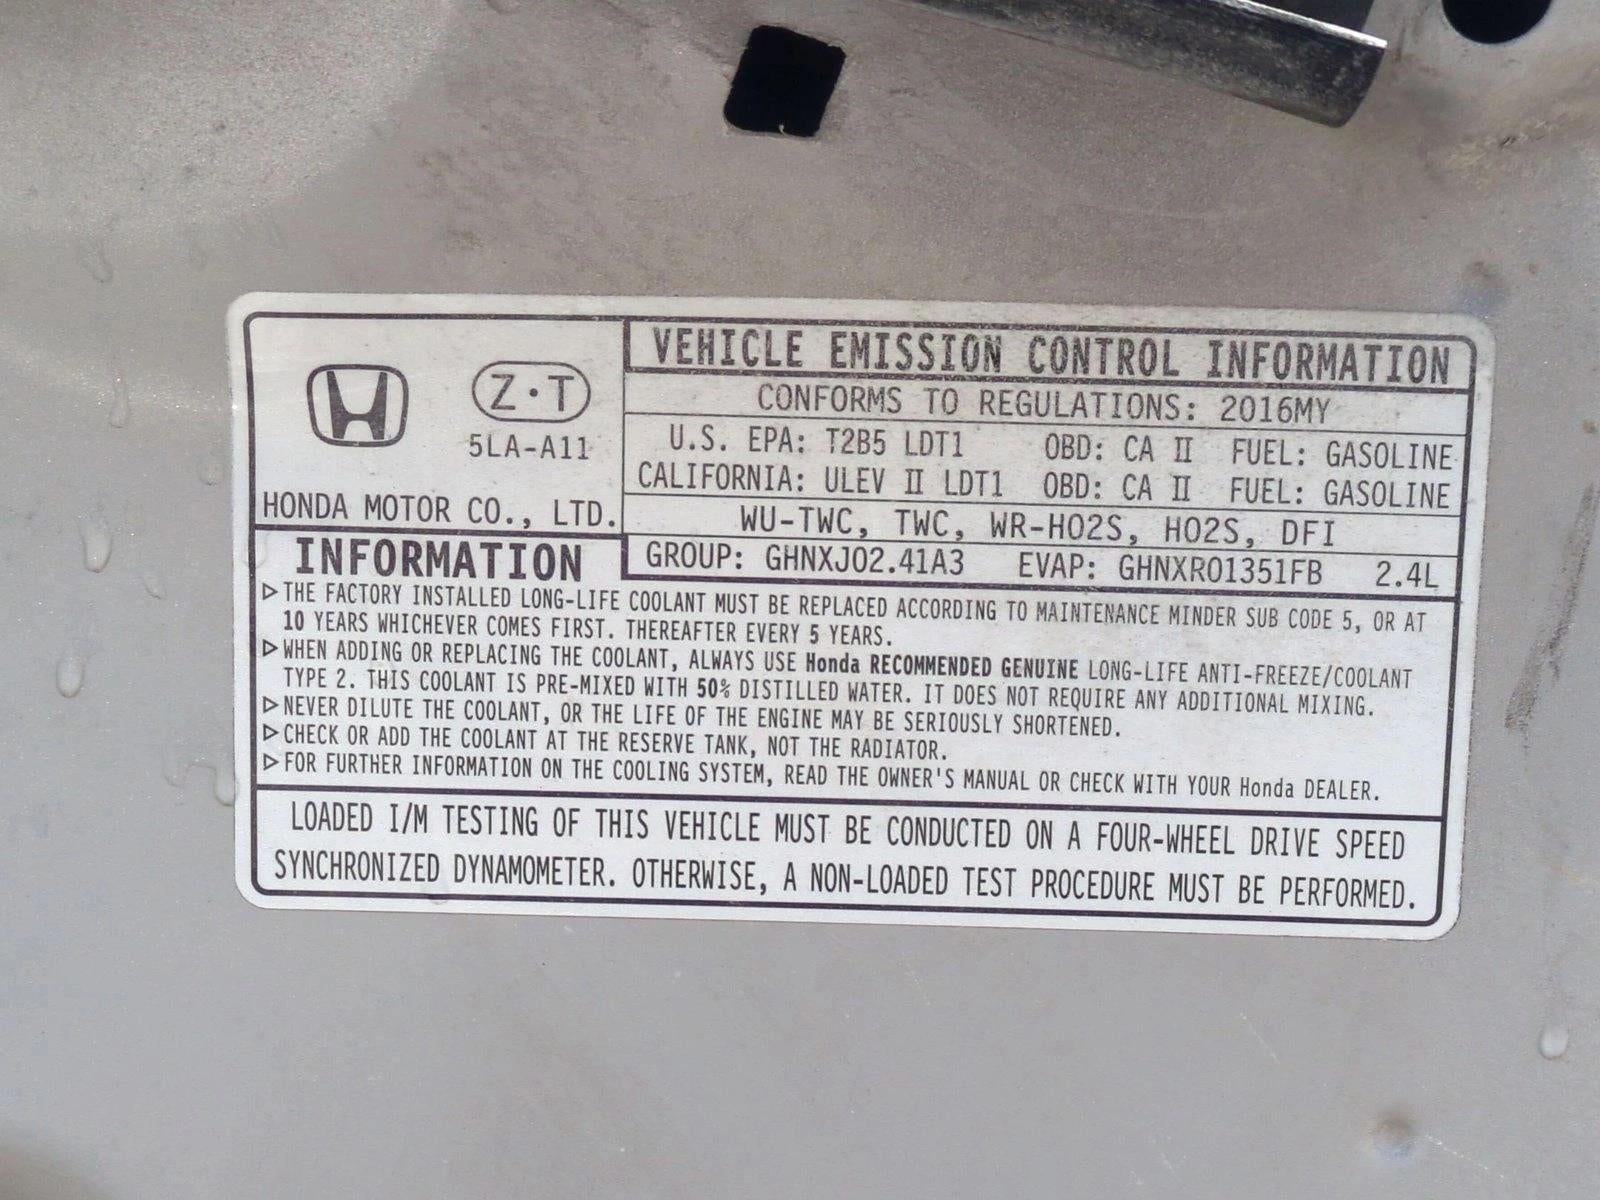 VEHICLE EMISSION CONTROL INFORMATION
CONFORMS TO REGULATIONS: 2016MY
U.S. EPA: T2B5 LDT1 OBD: CA II FUEL: GASOLINE
CALIFORNIA: ULEV II LDT1 OBD: CA II FUEL: GASOLINE
WU-TWC, TWC, WR-HO2S, HO2S, DFI
GROUP: GHNXJ02.41A3 EVAP: GHNXR01351FB 2.4L
Z·T
5LA-A11
HONDA MOTOR CO., LTD.
INFORMATION
▷THE FACTORY INSTALLED LONG-LIFE COOLANT MUST BE REPLACED ACCORDING TO MAINTENANCE MINDER SUB CODE 5, OR AT
10 YEARS WHICHEVER COMES FIRST. THEREAFTER EVERY 5 YEARS.
▷WHEN ADDING OR REPLACING THE COOLANT, ALWAYS USE Honda RECOMMENDED GENUINE LONG-LIFE ANTI-FREEZE/COOLANT
TYPE 2. THIS COOLANT IS PRE-MIXED WITH 50% DISTILLED WATER. IT DOES NOT REQUIRE ANY ADDITIONAL MIXING.
▷NEVER DILUTE THE COOLANT, OR THE LIFE OF THE ENGINE MAY BE SERIOUSLY SHORTENED.
▷CHECK OR ADD THE COOLANT AT THE RESERVE TANK, NOT THE RADIATOR.
▷FOR FURTHER INFORMATION ON THE COOLING SYSTEM, READ THE OWNER'S MANUAL OR CHECK WITH YOUR Honda DEALER.
LOADED I/M TESTING OF THIS VEHICLE MUST BE CONDUCTED ON A FOUR-WHEEL DRIVE SPEED
SYNCHRONIZED DYNAMOMETER. OTHERWISE, A NON-LOADED TEST PROCEDURE MUST BE PERFORMED.